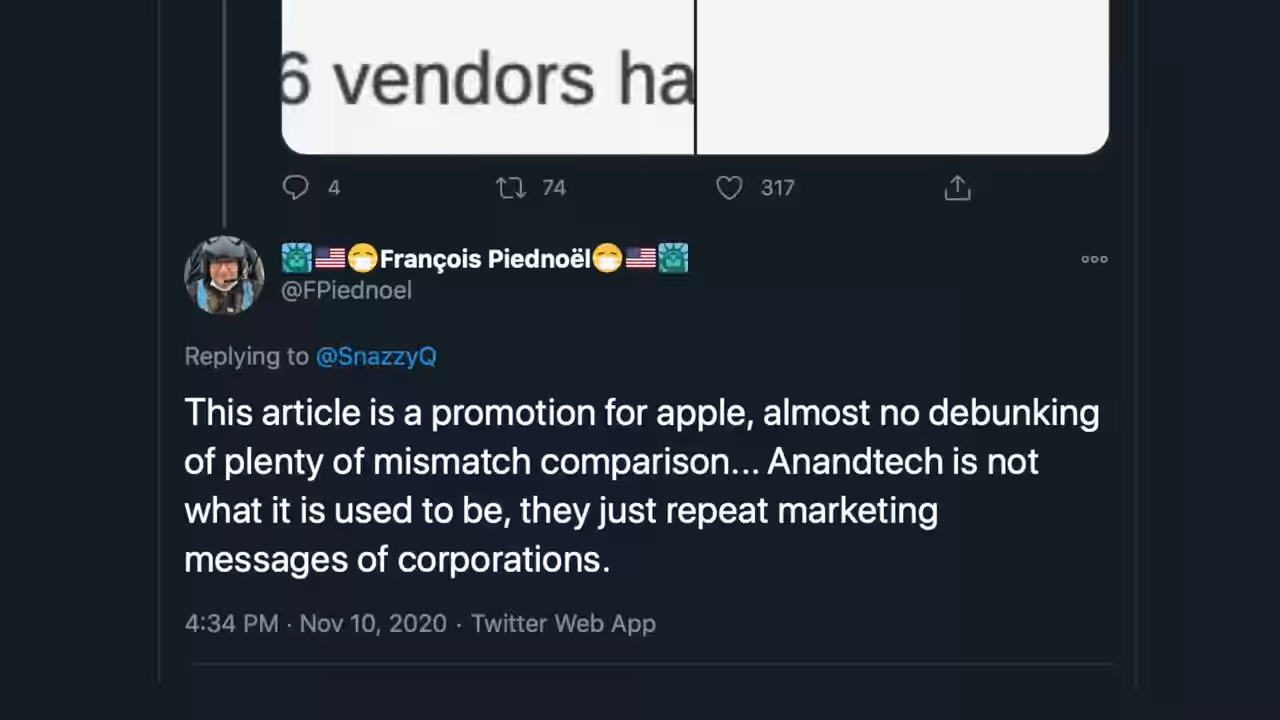 6 vendors ha
4 74 317
François Piednoël
@FPiednoel
Replying to @SnazzyQ
This article is a promotion for apple, almost no debunking
of plenty of mismatch comparison... Anandtech is not
what it is used to be, they just repeat marketing
messages of corporations.
4:34 PM · Nov 10, 2020 · Twitter Web App